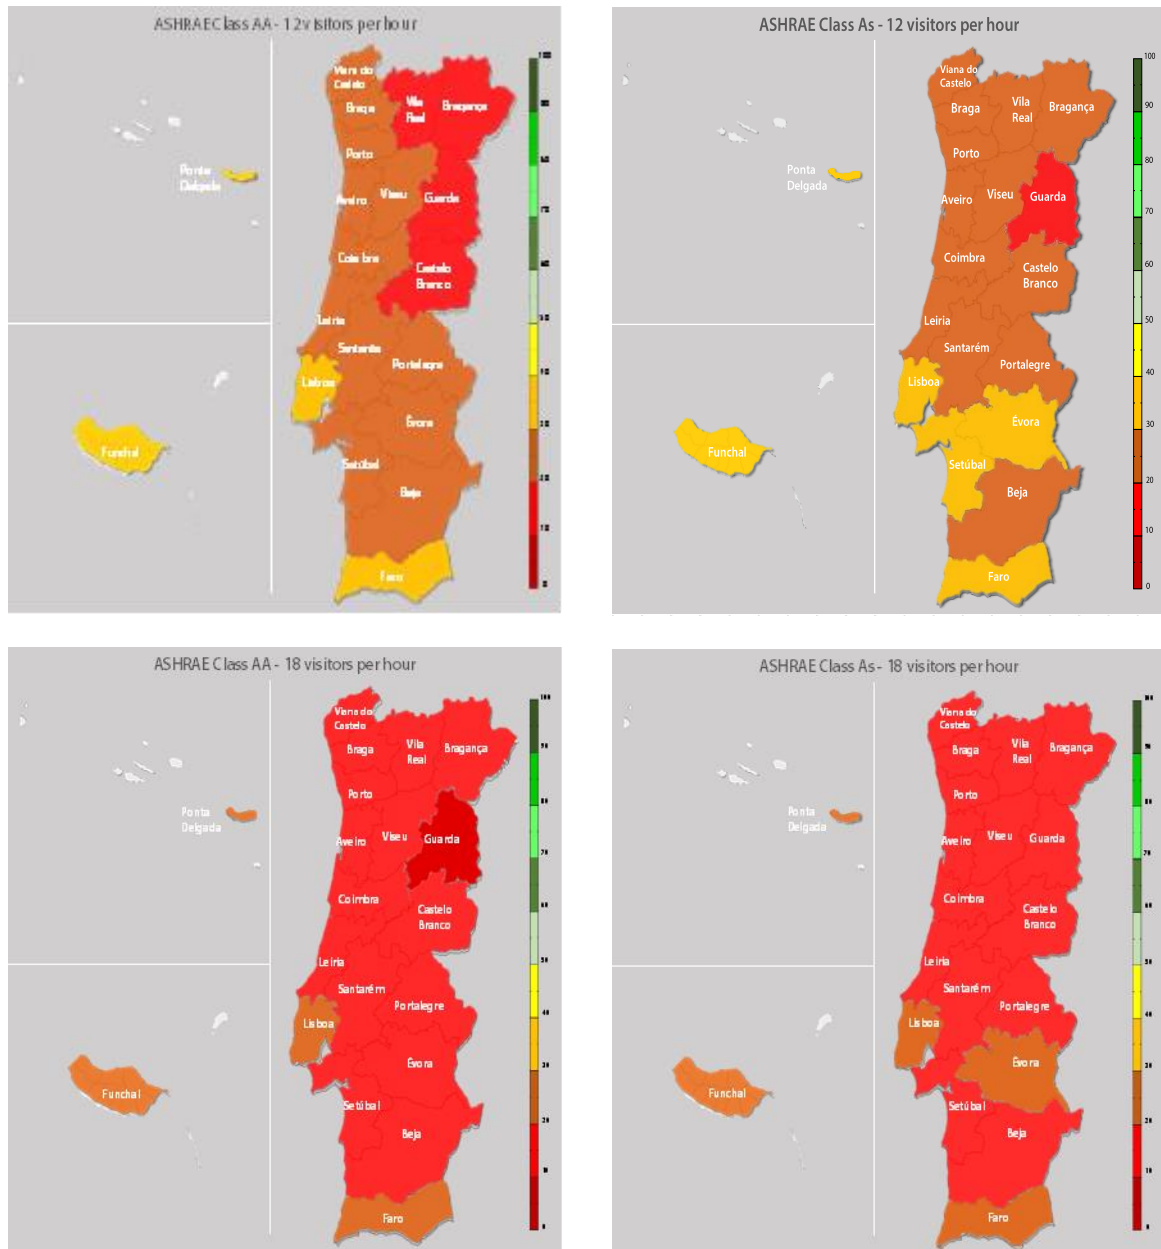 ASHRAE Class AA - 12 visitors per hour
Viana do
Castelo
Braga
Vila
Real
Bragança
Porto
Ponta
Delgada
Aveiro
Viseu
Guarda
Coimbra
Castelo
Branco
Leiria
Santarém
Portalegre
Lisboa
Évora
Funchal
Setúbal
Beja
Faro
ASHRAE Class As - 12 visitors per hour
100
90
80
70
60
50
40
30
20
10
0
Viana do
Castelo
Braga
Vila
Real
Bragança
Porto
Ponta
Delgada
Aveiro
Viseu
Guarda
Coimbra
Castelo
Branco
Leiria
Santarém
Portalegre
Lisboa
Évora
Funchal
Setúbal
Beja
Faro
ASHRAE Class AA - 18 visitors per hour
Viana do
Castelo
Braga
Vila
Real
Bragança
Porto
Ponta
Delgada
Aveiro
Viseu
Guarda
Coimbra
Castelo
Branco
Leiria
Santarém
Portalegre
Lisboa
Évora
Funchal
Setúbal
Beja
Faro
ASHRAE Class As - 18 visitors per hour
Viana do
Castelo
Braga
Vila
Real
Bragança
Porto
Ponta
Delgada
Aveiro
Viseu
Guarda
Coimbra
Castelo
Branco
Leiria
Santarém
Portalegre
Lisboa
Évora
Funchal
Setúbal
Beja
Faro